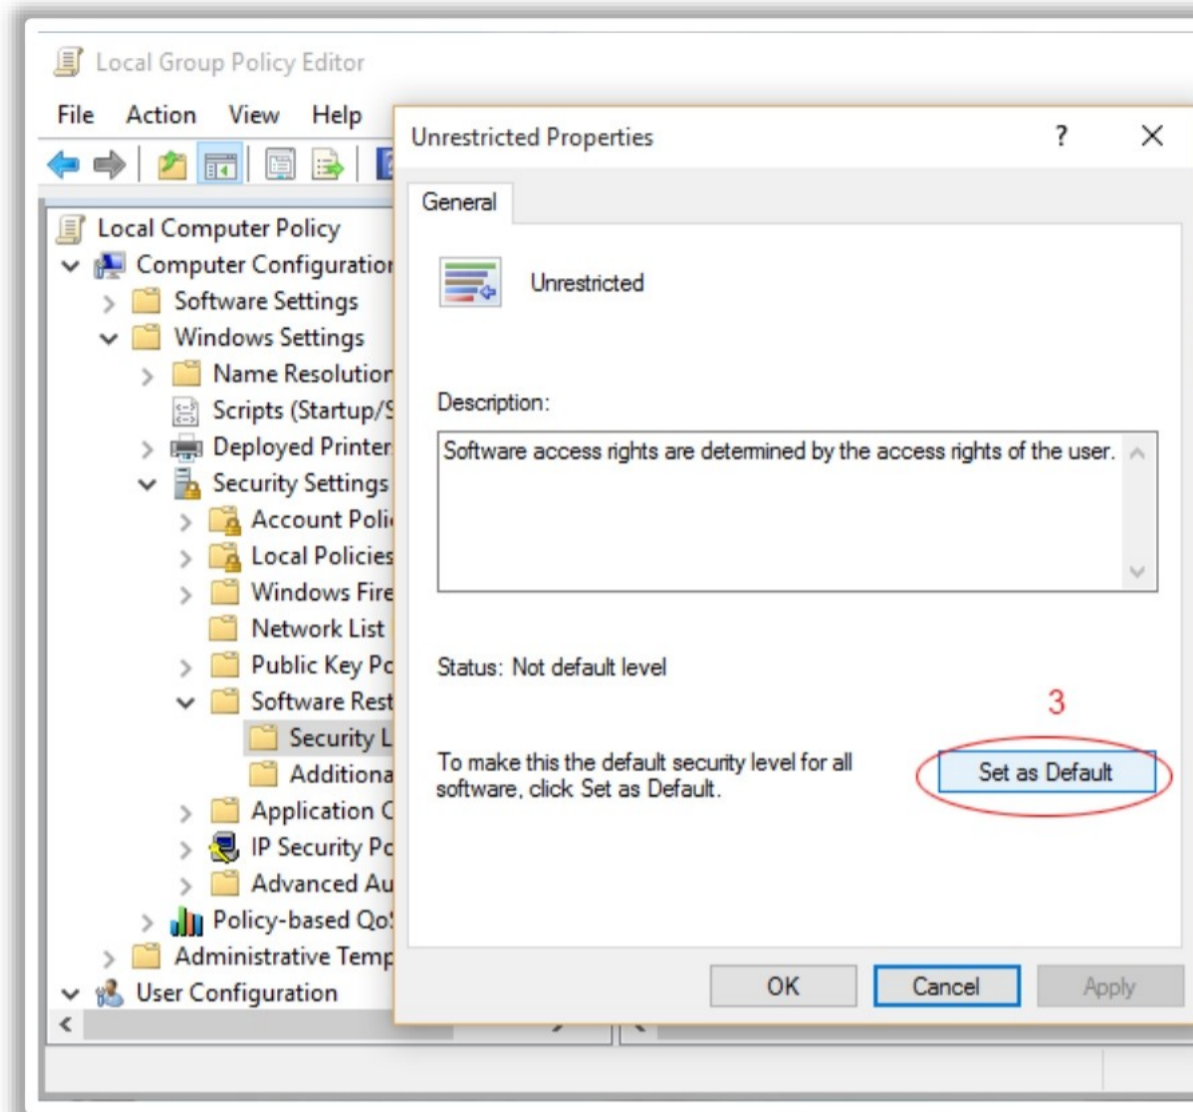 Local Group Policy Editor
File Action View Help
Local Computer Policy
Computer Configuration
Software Settings
Windows Settings
Name Resolution
Scripts (Startup/S
Deployed Printer
Security Settings
Account Poli
Local Policies
Windows Fire
Network List
Public Key Po
Software Rest
Security L
Additiona
Application C
IP Security Po
Advanced Au
Policy-based QoS
Administrative Temp
User Configuration
Unrestricted Properties ?
General
Unrestricted
Description:
Software access rights are determined by the access rights of the user.
Status: Not default level
3
To make this the default security level for all
software, click Set as Default.
Set as Default
OK Cancel Apply